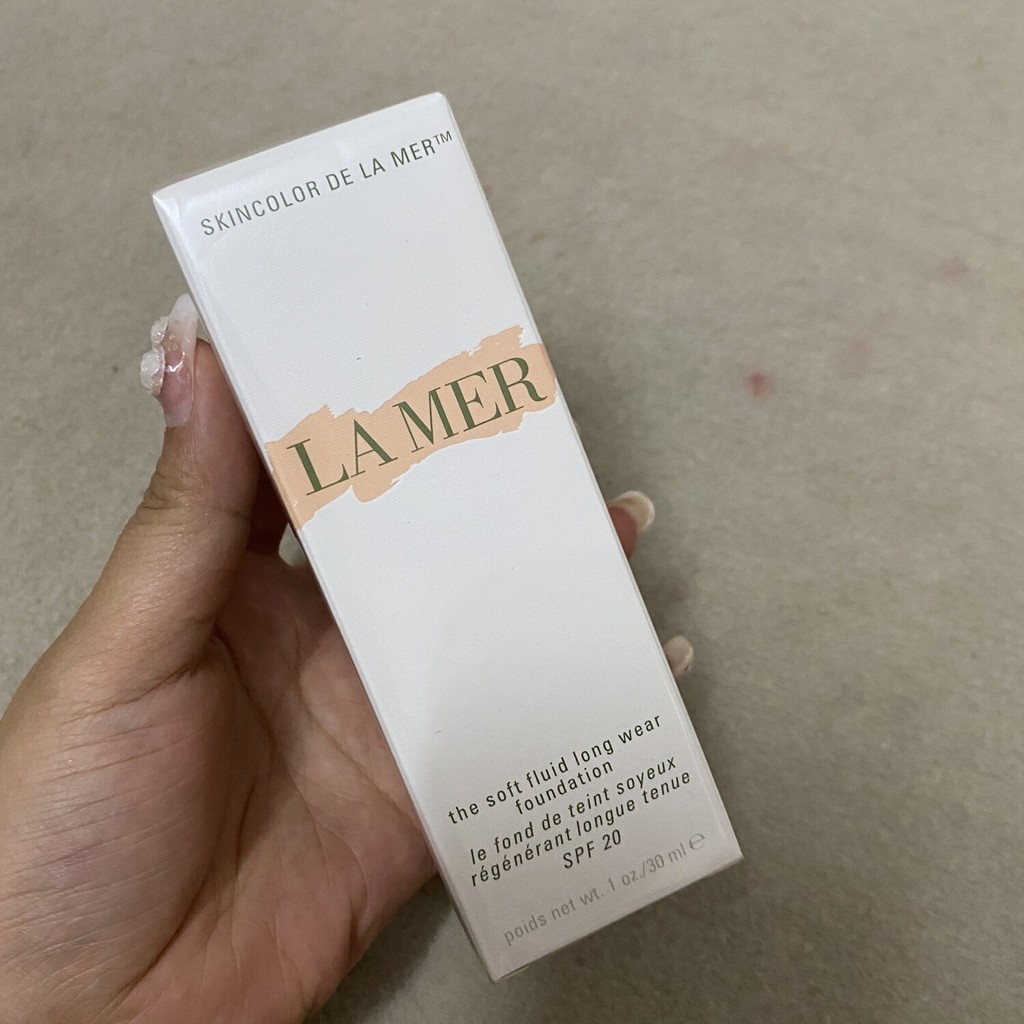 SKINCOLOR DE LA MER™
LA MER
the soft fluid long wear
foundation
le fond de teint soyeux
régénérant longue tenue
SPF 20
poids net wt. 1 oz./30 ml ℮